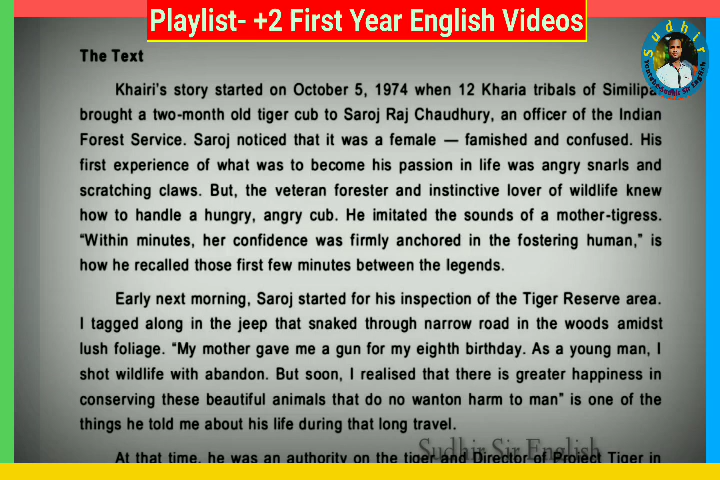 Playlist- +2 First Year English Videos
Sudhir
Youtube Sudhir Sir English
The Text
Khairi's story started on October 5, 1974 when 12 Kharia tribals of
brought a two-month old tiger cub to Saroj Raj Chaudhury, an officer of the Indian
Forest Service. Saroj noticed that it was a female — famished and confused. His
first experience of what was to become his passion in life was angry snarls and
scratching claws. But, the veteran forester and instinctive lover of wildlife knew
how to handle a hungry, angry cub. He imitated the sounds of a mother-tigress.
“Within minutes, her confidence was firmly anchored in the fostering human,” is
how he recalled those first few minutes between the legends.
Early next morning, Saroj started for his inspection of the Tiger Reserve area.
I tagged along in the jeep that snaked through narrow road in the woods amidst
lush foliage. “My mother gave me a gun for my eighth birthday. As a young man, I
shot wildlife with abandon. But soon, I realised that there is greater happiness in
conserving these beautiful animals that do no wanton harm to man” is one of the
things he told me about his life during that long travel.
Sudhir Sir English
At that time, he was an authority on the tiger and Director of Project Tiger in